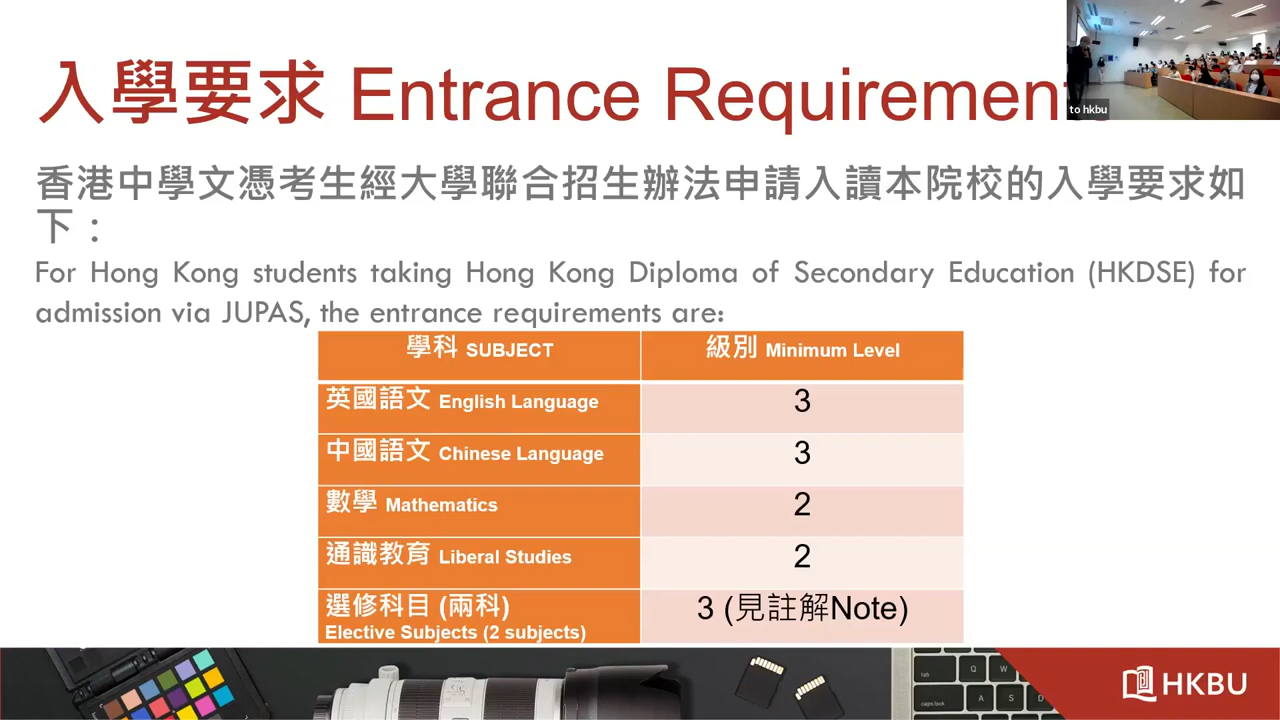 入學要求 Entrance Requirement
to hkbu
香港中學文憑考生經大學聯合招生辦法申請入讀本院校的入學要求如
下：
For Hong Kong students taking Hong Kong Diploma of Secondary Education (HKDSE) for
admission via JUPAS, the entrance requirements are:
學科 SUBJECT
級別 Minimum Level
英國語文 English Language
3
中國語文 Chinese Language
3
數學 Mathematics
2
通識教育 Liberal Studies
2
選修科目 (兩科)
Elective Subjects (2 subjects)
3 (見註解Note)
tab
Q
W
caps lock
A
S
D
HKBU